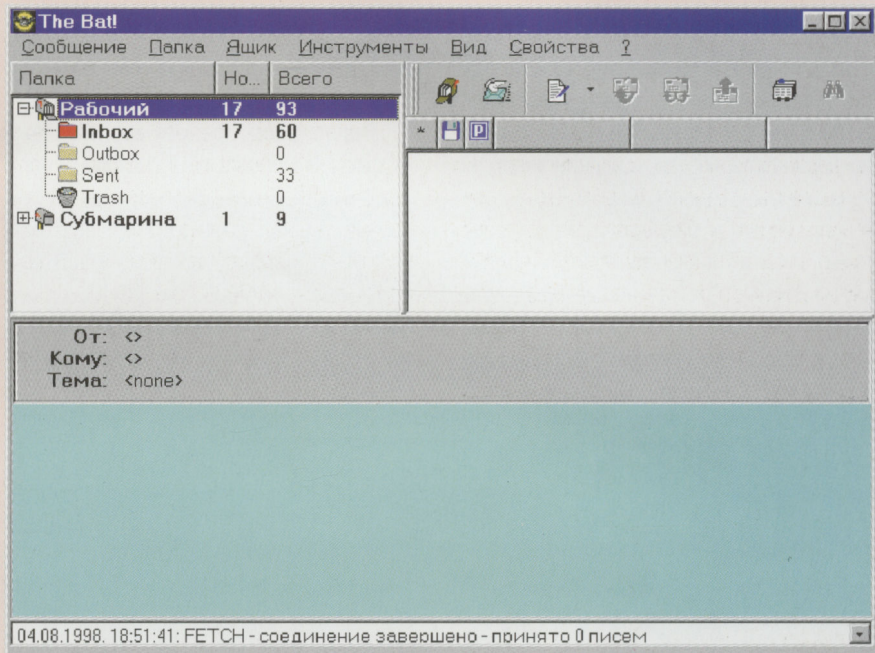 The Bat!
Сообщение Папка Ящик Инструменты Вид Свойства ?
Папка Но... Всего
Рабочий 17 93
Inbox 17 60
Outbox 0
Sent 33
Trash 0
Субмарина 1 9
* P
От: <>
Кому: <>
Тема: <none>
04.08.1998. 18:51:41: FETCH - соединение завершено - принято 0 писем